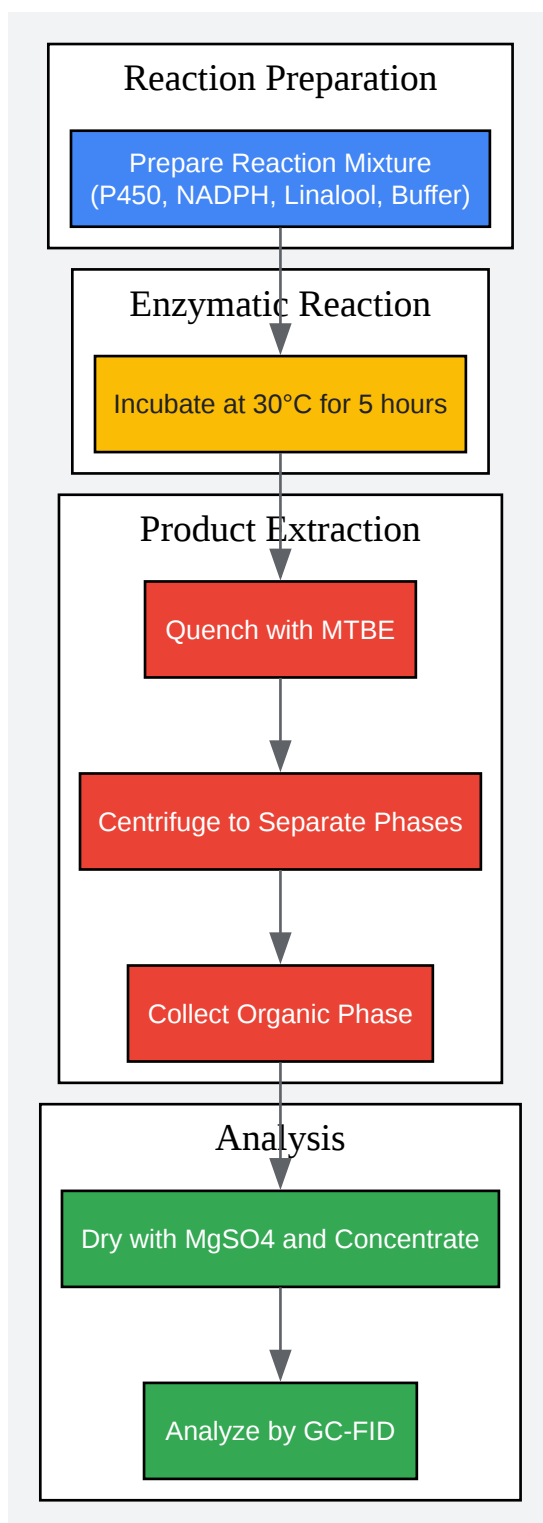 Reaction Preparation
Prepare Reaction Mixture
(P450, NADPH, Linalool, Buffer)
Enzymatic Reaction
Incubate at 30°C for 5 hours
Product Extraction
Quench with MTBE
Centrifuge to Separate Phases
Collect Organic Phase
Analysis
Dry with MgSO4 and Concentrate
Analyze by GC-FID